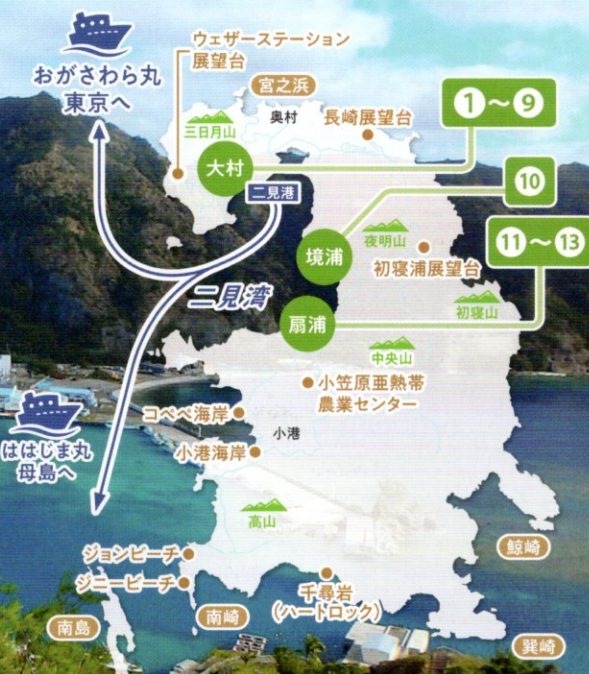 おがさわら丸
東京へ
ウェザーステーション
展望台
宮之浜
奥村
長崎展望台
三日月山
大村
1〜9
二見港
10
夜明山
境浦
初寝浦展望台
11〜13
二見湾
扇浦
初寝山
中央山
小笠原亜熱帯
農業センター
コペペ海岸
小港
小港海岸
ははじま丸
母島へ
高山
ジョンビーチ
ジニービーチ
鯨崎
南島
南崎
千尋岩
(ハートロック)
巽崎